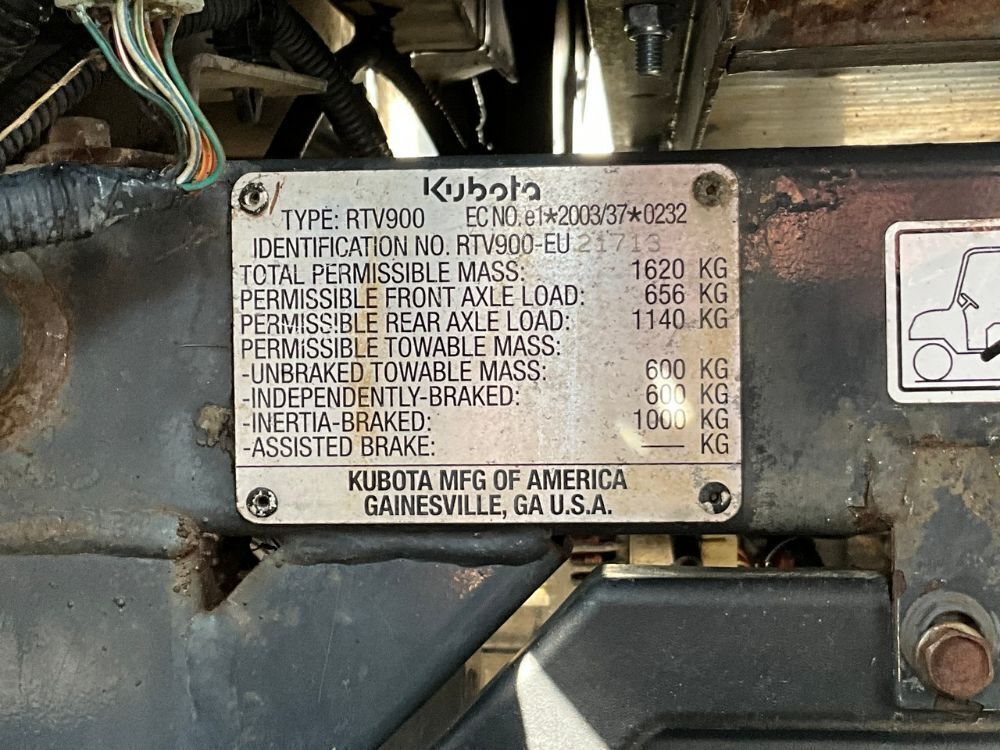 Kubota
TYPE: RTV900 EC NO. e1*2003/37*0232
IDENTIFICATION NO. RTV900-EU 21713
TOTAL PERMISSIBLE MASS: 1620 KG
PERMISSIBLE FRONT AXLE LOAD: 656 KG
PERMISSIBLE REAR AXLE LOAD: 1140 KG
PERMISSIBLE TOWABLE MASS:
-UNBRAKED TOWABLE MASS: 600 KG
-INDEPENDENTLY-BRAKED: 600 KG
-INERTIA-BRAKED: 1000 KG
-ASSISTED BRAKE: — KG
KUBOTA MFG OF AMERICA
GAINESVILLE, GA U.S.A.